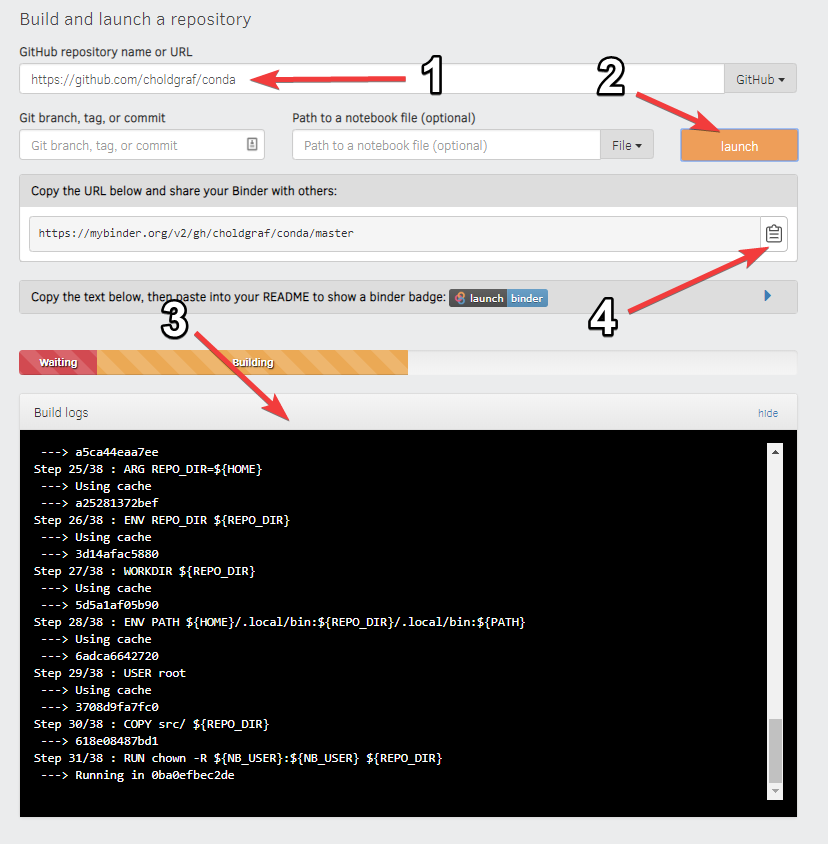 Build and launch a repository
GitHub repository name or URL
1
https://github.com/choldgraf/conda
GitHub
2
Git branch, tag, or commit
Path to a notebook file (optional)
Git branch, tag, or commit
Path to a notebook file (optional)
File
launch
Copy the URL below and share your Binder with others:
https://mybinder.org/v2/gh/choldgraf/conda/master
Copy the text below, then paste into your README to show a binder badge: launch binder
3
4
Waiting
Building
Build logs
hide
---> a5ca44eaa7ee
Step 25/38 : ARG REPO_DIR=${HOME}
---> Using cache
---> a25281372bef
Step 26/38 : ENV REPO_DIR ${REPO_DIR}
---> Using cache
---> 3d14afac5880
Step 27/38 : WORKDIR ${REPO_DIR}
---> Using cache
---> 5d5a1af05b90
Step 28/38 : ENV PATH ${HOME}/.local/bin:${REPO_DIR}/.local/bin:${PATH}
---> Using cache
---> 6adca6642720
Step 29/38 : USER root
---> Using cache
---> 3708d9fa7fc0
Step 30/38 : COPY src/ ${REPO_DIR}
---> 618e08487bd1
Step 31/38 : RUN chown -R ${NB_USER}:${NB_USER} ${REPO_DIR}
---> Running in 0ba0efbec2de